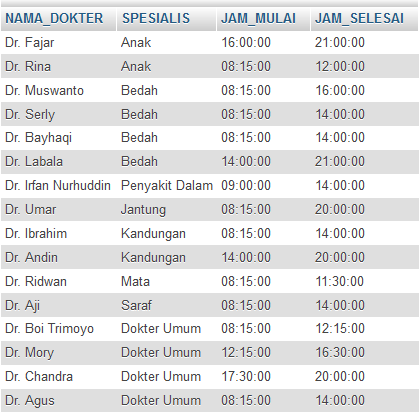 NAMA_DOKTER SPESIALIS JAM_MULAI JAM_SELESAI
Dr. Fajar Anak 16:00:00 21:00:00
Dr. Rina Anak 08:15:00 12:00:00
Dr. Muswanto Bedah 08:15:00 16:00:00
Dr. Serly Bedah 08:15:00 14:00:00
Dr. Bayhaqi Bedah 08:15:00 14:00:00
Dr. Labala Bedah 14:00:00 21:00:00
Dr. Irfan Nurhuddin Penyakit Dalam 09:00:00 14:00:00
Dr. Umar Jantung 08:15:00 20:00:00
Dr. Ibrahim Kandungan 08:15:00 14:00:00
Dr. Andin Kandungan 14:00:00 20:00:00
Dr. Ridwan Mata 08:15:00 11:30:00
Dr. Aji Saraf 08:15:00 14:00:00
Dr. Boi Trimoyo Dokter Umum 08:15:00 12:15:00
Dr. Mory Dokter Umum 12:15:00 16:30:00
Dr. Chandra Dokter Umum 17:30:00 20:00:00
Dr. Agus Dokter Umum 08:15:00 14:00:00